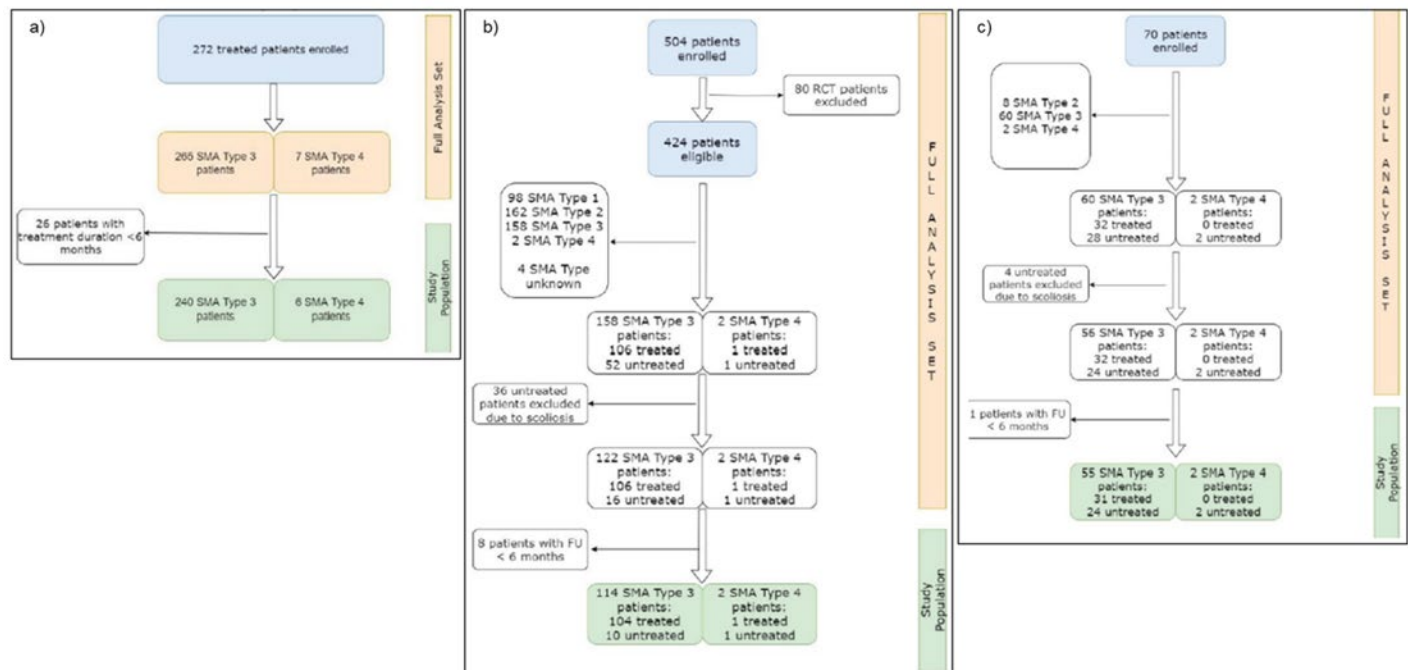 a)
272 treated patients enrolled
Full Analysis Set
265 SMA Type 3
patients
7 SMA Type 4
patients
26 patients with
treatment duration <6
months
240 SMA Type 3
patients
6 SMA Type 4
patients
Study
Population
b)
504 patients
enrolled
80 RCT patients
excluded
424 patients
eligible
98 SMA Type 1
162 SMA Type 2
158 SMA Type 3
2 SMA Type 4
4 SMA Type
unknown
FULL ANALYSIS SET
158 SMA Type 3
patients:
106 treated
52 untreated
2 SMA Type 4
patients:
1 treated
1 untreated
36 untreated
patients excluded
due to scoliosis
122 SMA Type 3
patients:
106 treated
16 untreated
2 SMA Type 4
patients:
1 treated
1 untreated
8 patients with FU
< 6 months
114 SMA Type 3
patients:
104 treated
10 untreated
2 SMA Type 4
patients:
1 treated
1 untreated
Study
Population
c)
70 patients
enrolled
8 SMA Type 2
60 SMA Type 3
2 SMA Type 4
FULL ANALYSIS SET
60 SMA Type 3
patients:
32 treated
28 untreated
2 SMA Type 4
patients:
0 treated
2 untreated
4 untreated
patients excluded
due to scoliosis
56 SMA Type 3
patients:
32 treated
24 untreated
2 SMA Type 4
patients:
0 treated
2 untreated
1 patients with FU
< 6 months
55 SMA Type 3
patients:
31 treated
24 untreated
2 SMA Type 4
patients:
0 treated
2 untreated
Study
Population